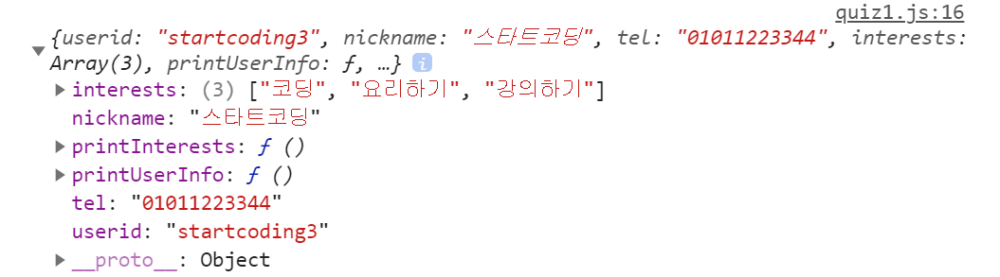 quiz1.js:16
{userid: "startcoding3", nickname: "스타트코딩", tel: "01011223344", interests:
Array(3), printUserInfo: ƒ, …} i
interests: (3) ["코딩", "요리하기", "강의하기"]
nickname: "스타트코딩"
printInterests: ƒ ()
printUserInfo: ƒ ()
tel: "01011223344"
userid: "startcoding3"
__proto__: Object